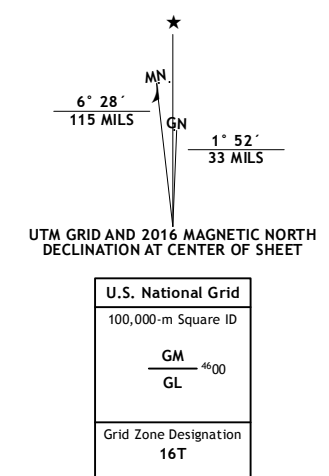 ★
MN.
GN
6° 28´
115 MILS
1° 52´
33 MILS
UTM GRID AND 2016 MAGNETIC NORTH
DECLINATION AT CENTER OF SHEET
U.S. National Grid
100,000-m Square ID
GM
4600
GL
Grid Zone Designation
16T